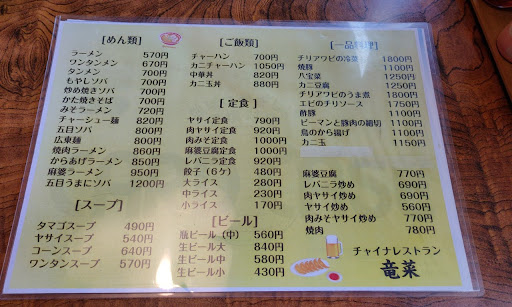 [めん類]
ラーメン 570円
ワンタンメン 670円
タンメン 700円
もやしソバ 700円
炒め焼きソバ 700円
かた焼きそば 700円
みそラーメン 720円
チャーシュー麺 820円
五目ソバ 820円
広東麺 800円
焼肉ラーメン 860円
からあげラーメン 850円
麻婆ラーメン 950円
五目うまにソバ 1200円
[スープ]
タマゴスープ 490円
ヤサイスープ 540円
コーンスープ 640円
ワンタンスープ 570円
[ご飯類]
チャーハン 700円
カニチャーハン 1050円
中華丼 820円
カニ玉丼 880円
[定食]
ヤサイ定食 790円
肉ヤサイ定食 920円
肉みそ定食 1000円
麻婆豆腐定食 1000円
レバニラ定食 920円
餃子(6ケ) 480円
大ライス 280円
中ライス 230円
小ライス 170円
[ビール]
瓶ビール(中) 560円
生ビール大 840円
生ビール中 580円
生ビール小 430円
[一品料理]
チリアワビの冷菜 1800円
焼豚 1100円
八宝菜 1250円
カニ豆腐 1250円
チリアワビのうま煮 1800円
エビのチリソース 1750円
酢豚 1100円
ピーマンと豚肉の細切 1100円
鳥のから揚げ 1100円
カニ玉 1150円
麻婆豆腐 770円
レバニラ炒め 690円
肉ヤサイ炒め 690円
ヤサイ炒め 560円
肉みそヤサイ炒め 770円
焼肉 780円
チャイナレストラン
竜菜